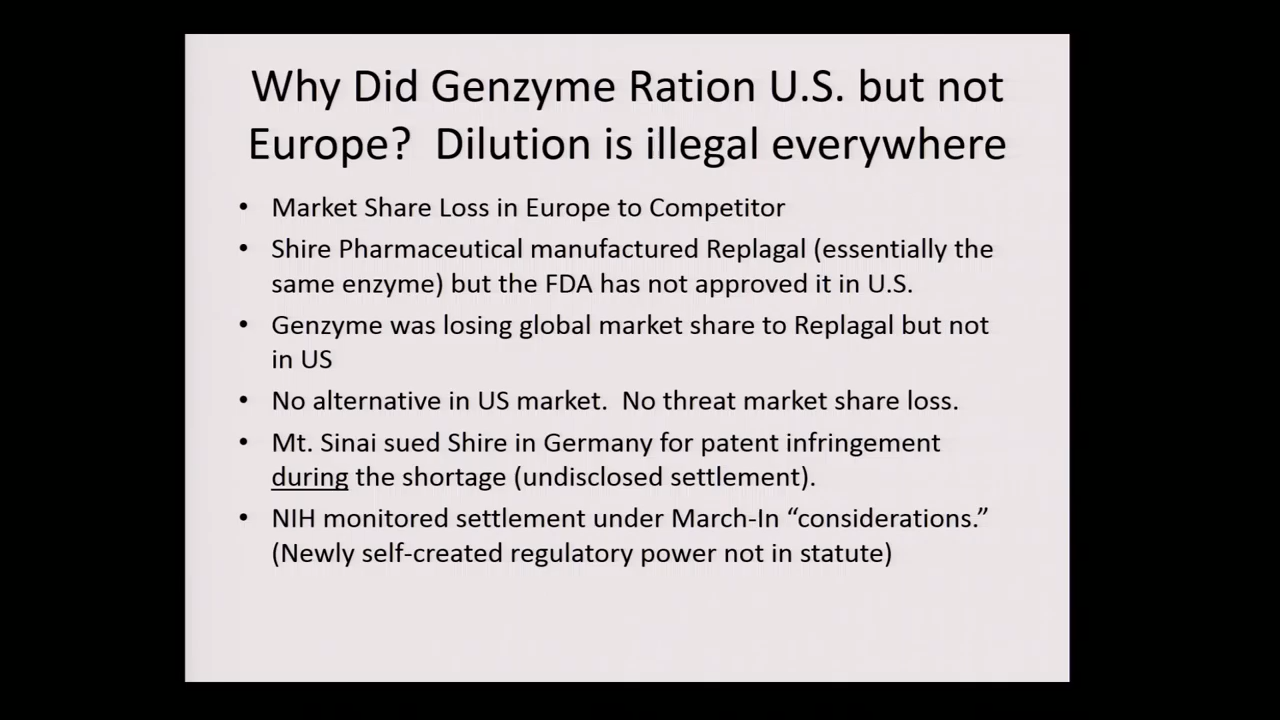 Why Did Genzyme Ration U.S. but not
Europe?  Dilution is illegal everywhere
• Market Share Loss in Europe to Competitor
• Shire Pharmaceutical manufactured Replagal (essentially the
same enzyme) but the FDA has not approved it in U.S.
• Genzyme was losing global market share to Replagal but not
in US
• No alternative in US market.  No threat market share loss.
• Mt. Sinai sued Shire in Germany for patent infringement
during the shortage (undisclosed settlement).
• NIH monitored settlement under March-In “considerations.”
(Newly self-created regulatory power not in statute)